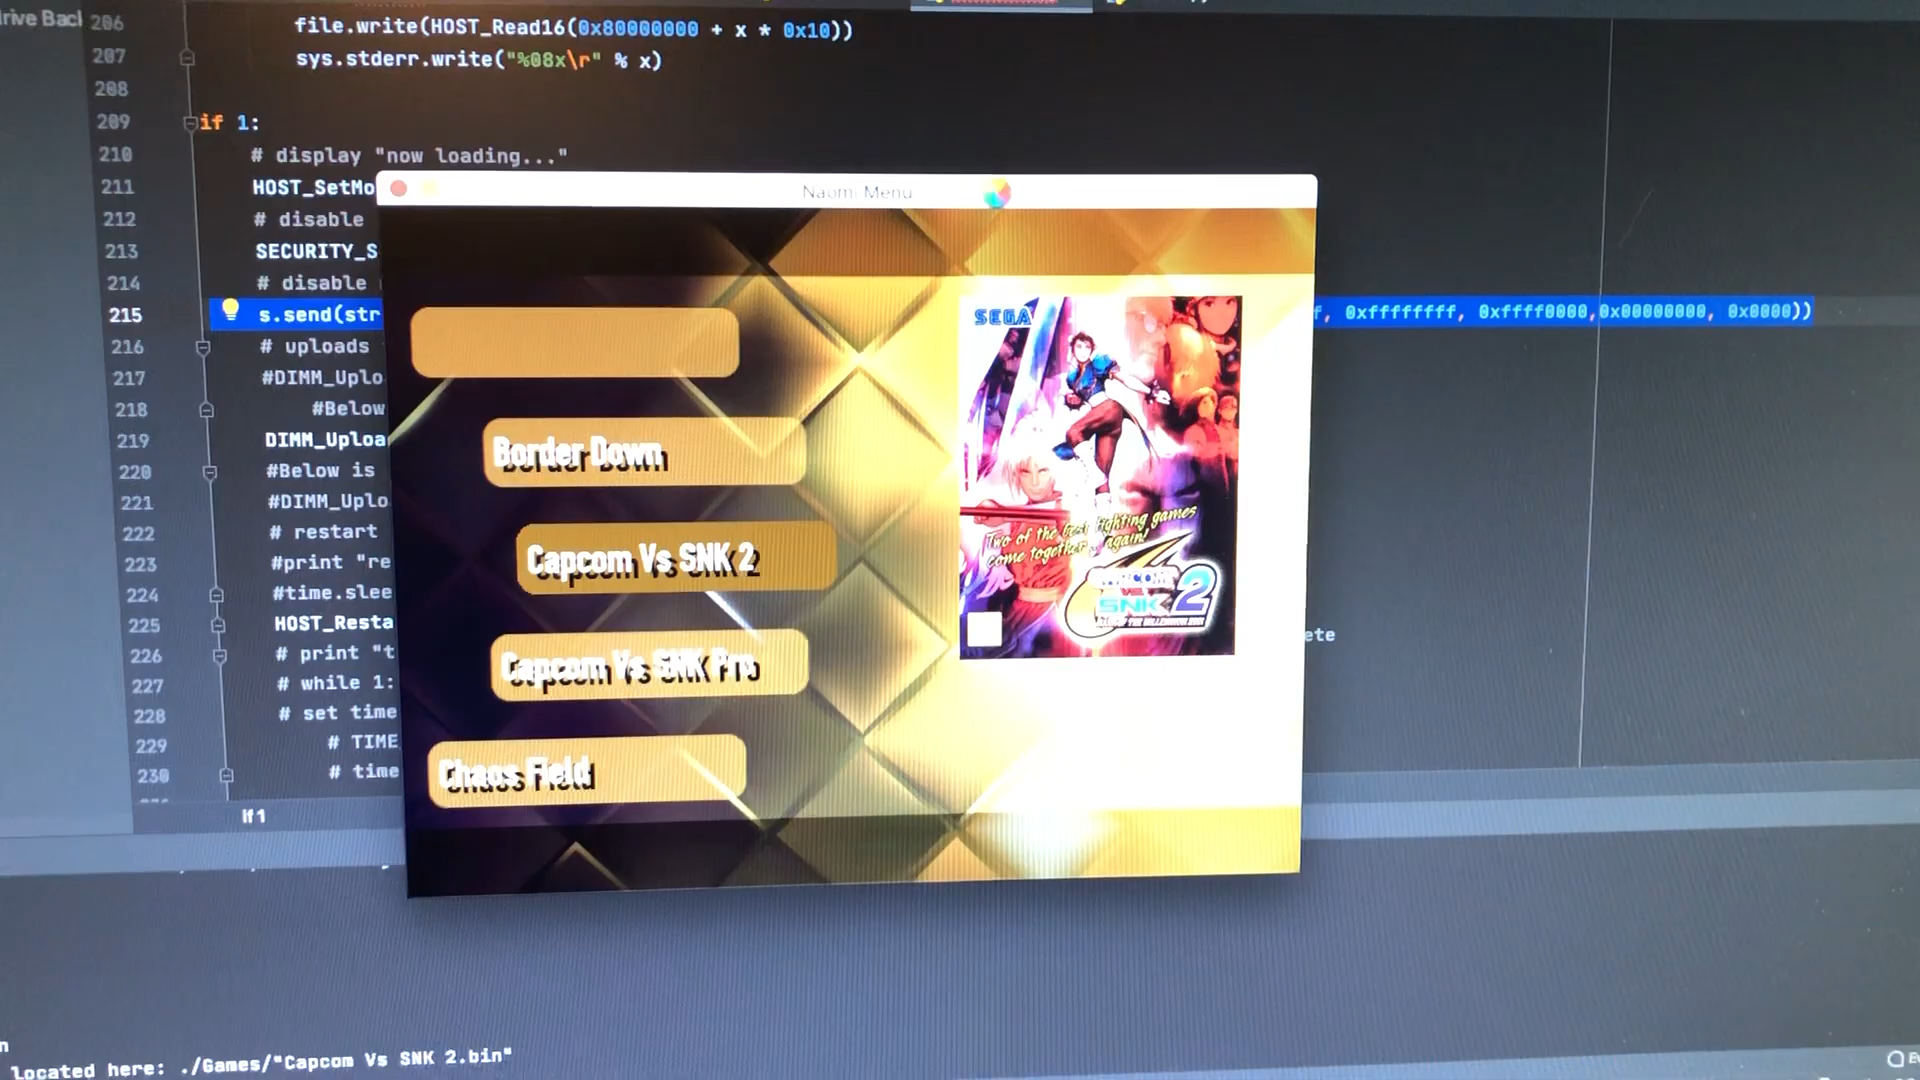 rive Back
206 file.write(HOST_Read16(0x80000000 + x * 0x10))
207 sys.stderr.write("%08x\r" % x)
208
209 if 1:
210 # display "now loading..."
211 HOST_SetMo
212 # disable
213 SECURITY_S
214 # disable
215 s.send(str f, 0xffffffff, 0xffff0000,0x00000000, 0x0000))
216 # uploads
217 #DIMM_Uplo
218 #Below
219 DIMM_Uploa
220 #Below is
221 #DIMM_Uplo
222 # restart
223 #print "re
224 #time.slee
225 HOST_Resta ete
226 # print "t
227 # while 1:
228 # set time
229 # TIME
230 # time
If 1
Naomi Menu
Border Down
Capcom Vs SNK 2
Capcom Vs SNK Pro
Chaos Field
SEGA
Two of the best fighting games
come together... again!
CAPCOM
VS.
SNK 2
n
located here: ./Games/"Capcom Vs SNK 2.bin"
Ev